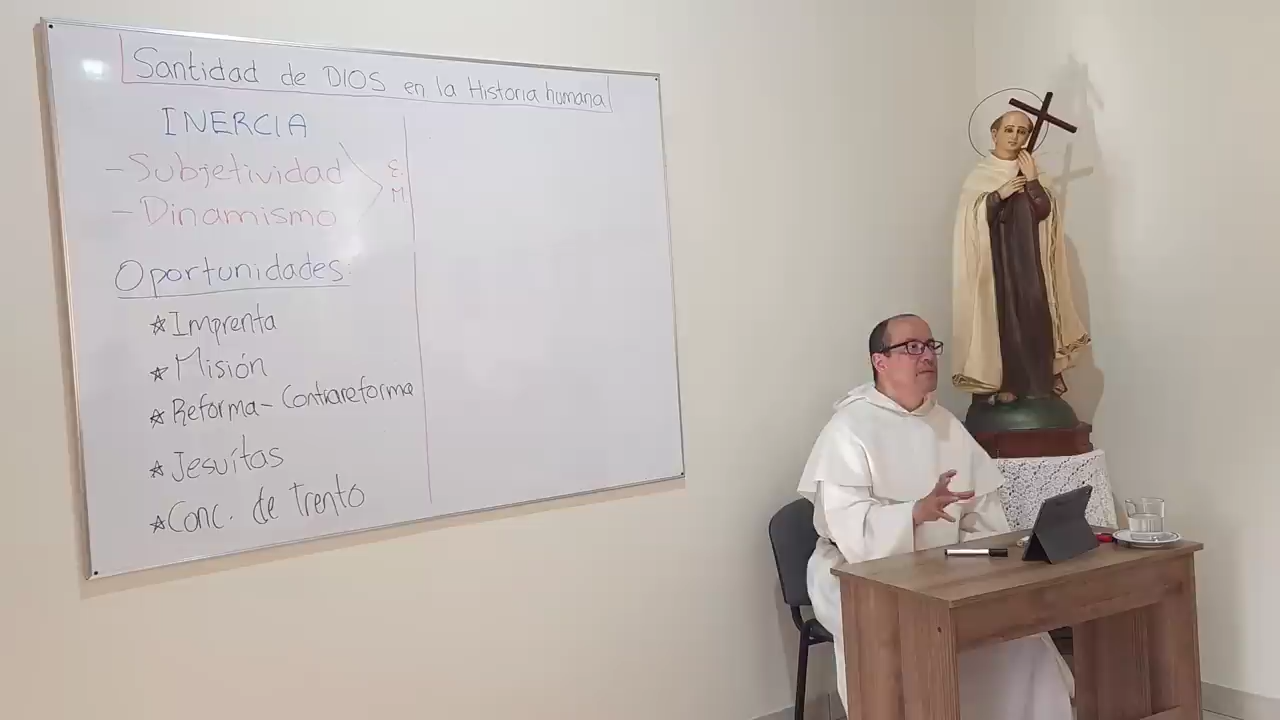 Santidad de DIOS en la Historia humana
INERCIA
- Subjetividad
- Dinamismo
E.
M
Oportunidades:
☆ Imprenta
☆ Misión
☆ Reforma - Contrareforma
☆ Jesuítas
☆ Conc. de trento